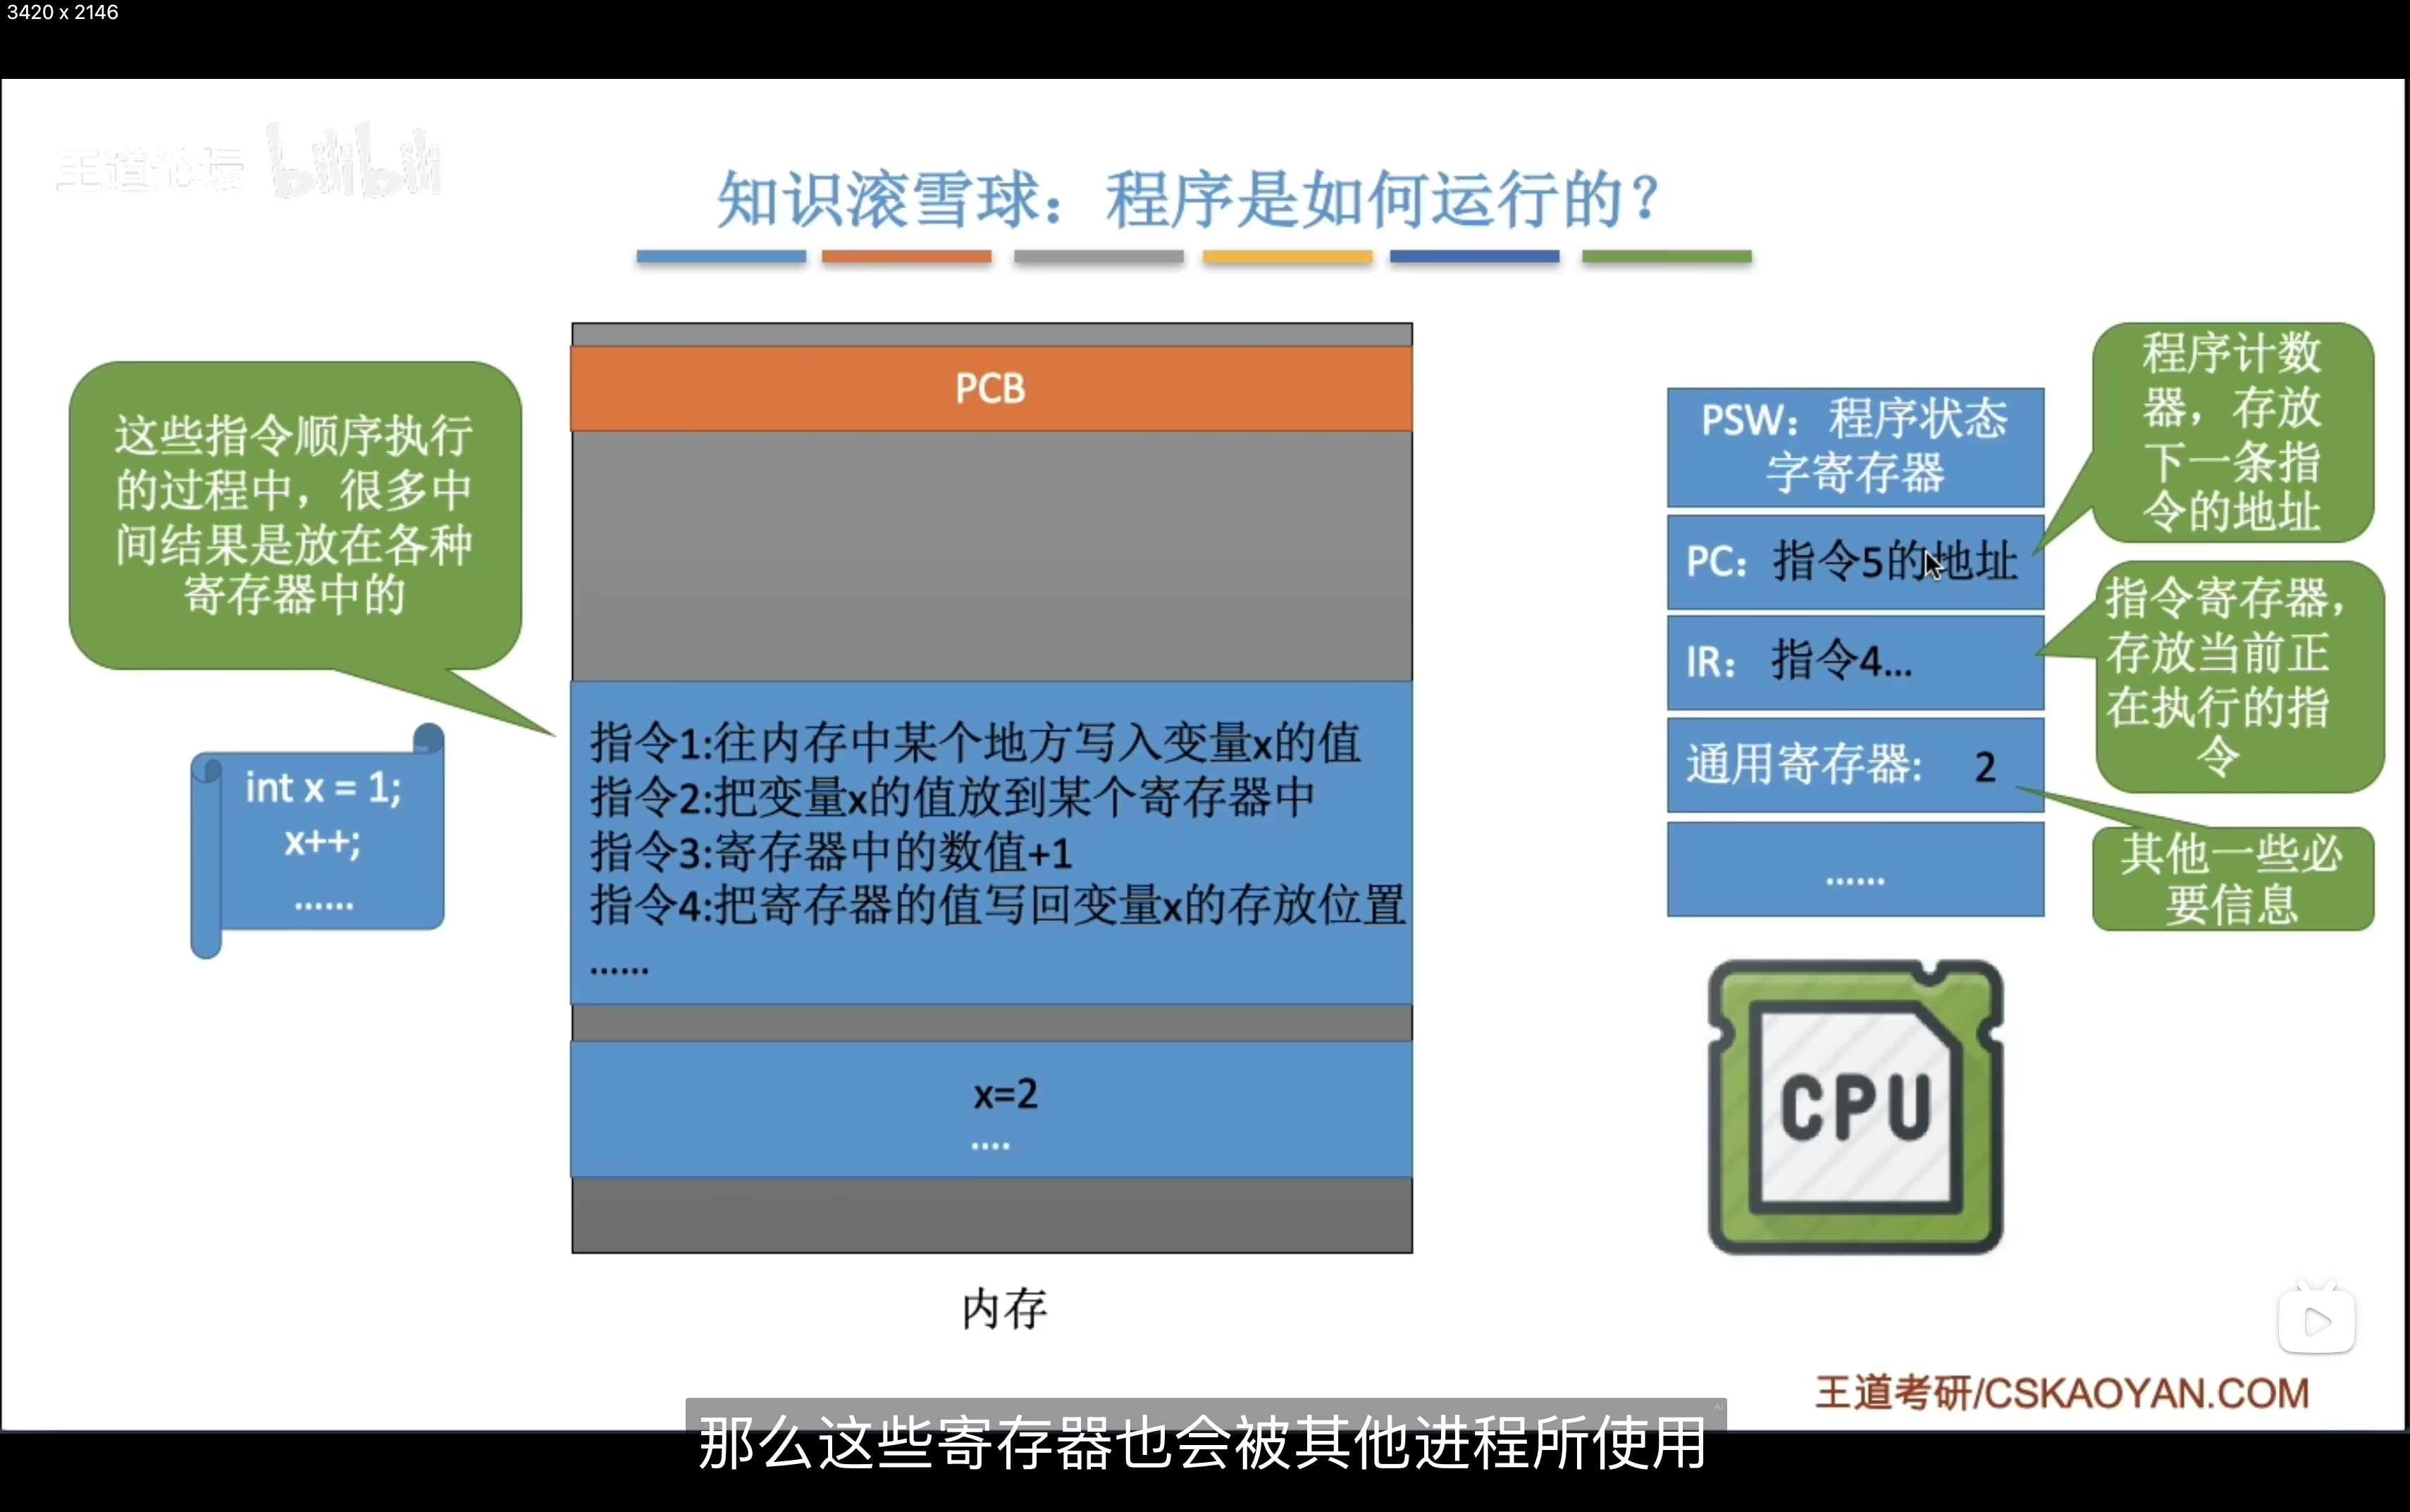 3420 x 2146
王道论坛 bilibili
知识滚雪球：程序是如何运行的？
这些指令顺序执行
的过程中，很多中
间结果是放在各种
寄存器中的
int x = 1;
x++;
......
PCB
指令1:往内存中某个地方写入变量x的值
指令2:把变量x的值放到某个寄存器中
指令3:寄存器中的数值+1
指令4:把寄存器的值写回变量x的存放位置
......
x=2
....
内存
PSW：程序状态
字寄存器
PC：指令5的地址
IR：指令4...
通用寄存器: 2
......
程序计数
器，存放
下一条指
令的地址
指令寄存器，
存放当前正
在执行的指
令
其他一些必
要信息
CPU
王道考研/CSKAOYAN.COM
AI
那么这些寄存器也会被其他进程所使用